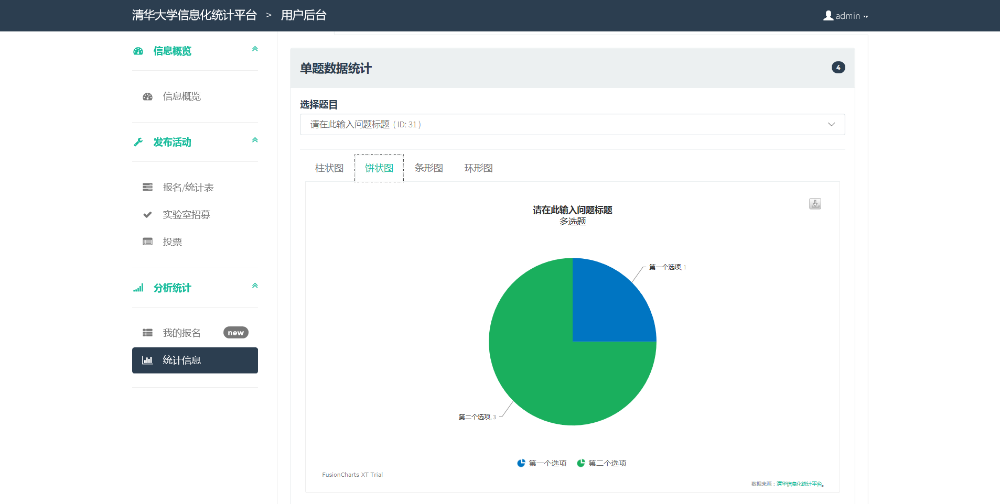 清华大学信息化统计平台 > 用户后台
admin
信息概览
信息概览
发布活动
报名/统计表
实验室招募
投票
分析统计
我的报名 new
统计信息
单题数据统计 4
选择题目
请在此输入问题标题 ( ID: 31 )
柱状图 饼状图 条形图 环形图
请在此输入问题标题
多选题
第一个选项, 1
第二个选项, 3
第一个选项 第二个选项
FusionCharts XT Trial
数据来源：清华信息化统计平台。